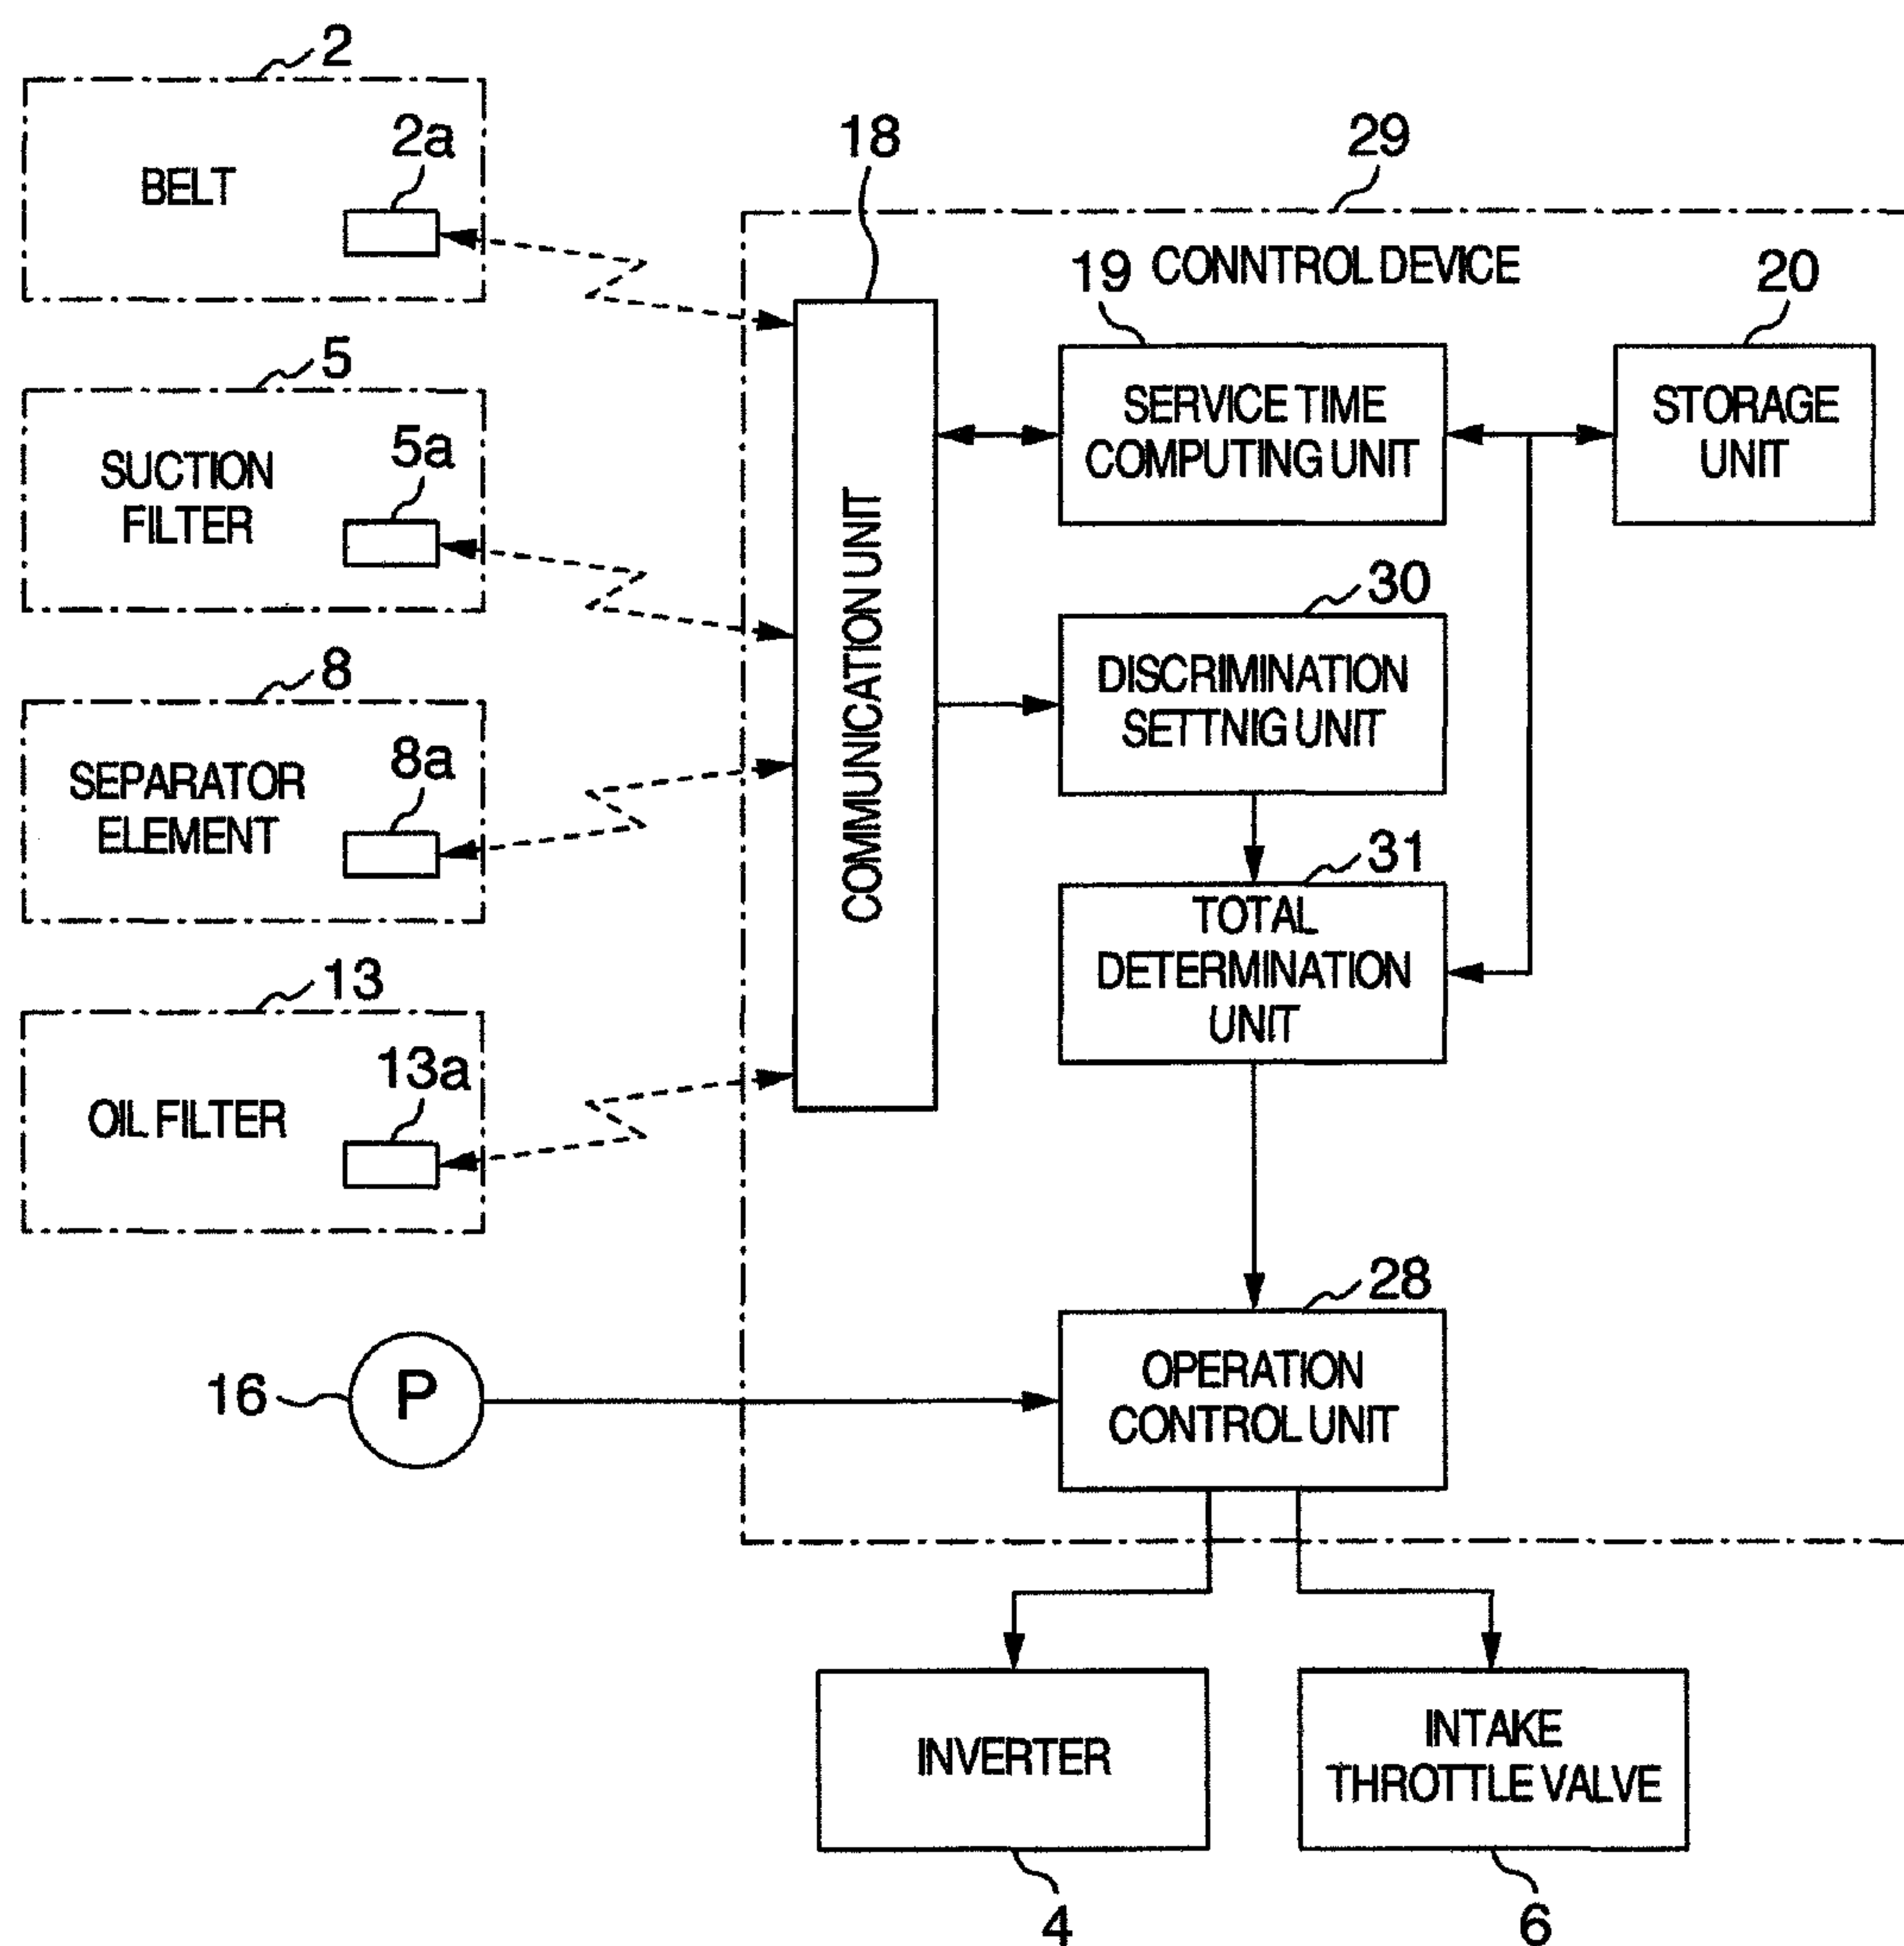 2
2a
BELT
18
29
CONNTROL DEVICE
19
20
SERVICE TIME
COMPUTING UNIT
STORAGE
UNIT
5
5a
SUCTION
FILTER
COMMUNICATION UNIT
30
DISCRIMINATION
SETTNIG UNIT
8
8a
SEPARATOR
ELEMENT
31
TOTAL
DETERMINATION
UNIT
13
13a
OIL FILTER
28
OPERATION
CONTROL UNIT
16
P
INVERTER
INTAKE
THROTTLE VALVE
4
6